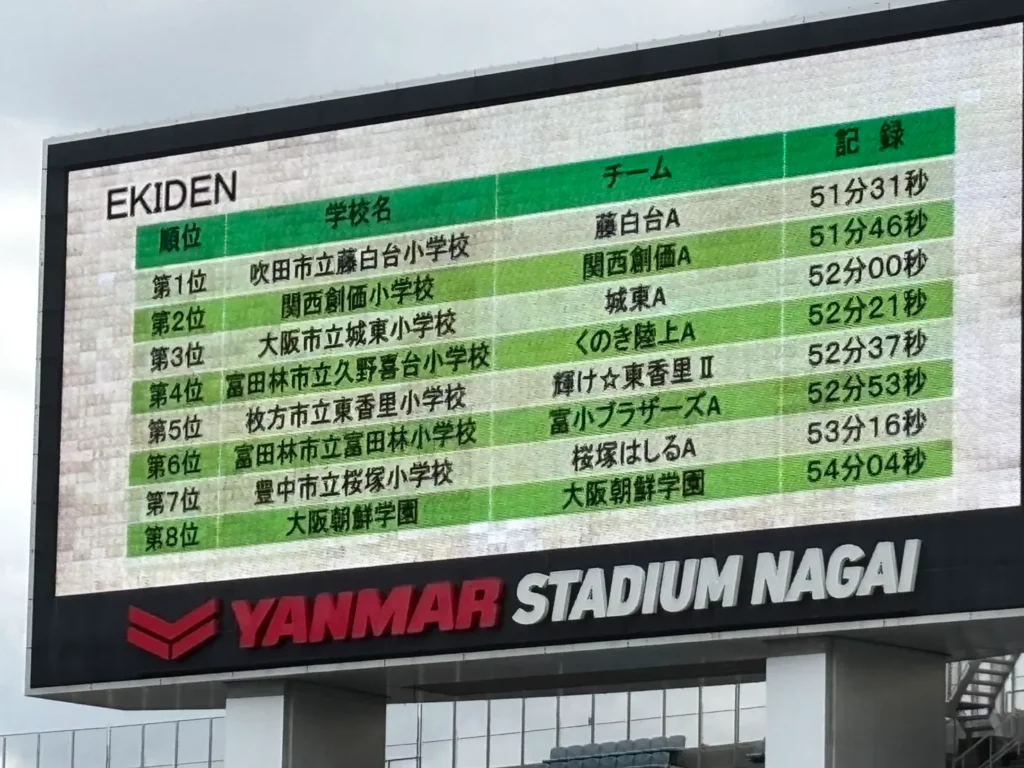 EKIDEN
順位 学校名 チーム 記録
第1位 吹田市立藤白台小学校 藤白台A 51分31秒
第2位 関西創価小学校 関西創価A 51分46秒
第3位 大阪市立城東小学校 城東A 52分00秒
第4位 富田林市立久野喜台小学校 くのき陸上A 52分21秒
第5位 枚方市立東香里小学校 輝け☆東香里Ⅱ 52分37秒
第6位 富田林市立富田林小学校 富小ブラザーズA 52分53秒
第7位 豊中市立桜塚小学校 桜塚はしるA 53分16秒
第8位 大阪朝鮮学園 大阪朝鮮学園 54分04秒
YANMAR STADIUM NAGAI